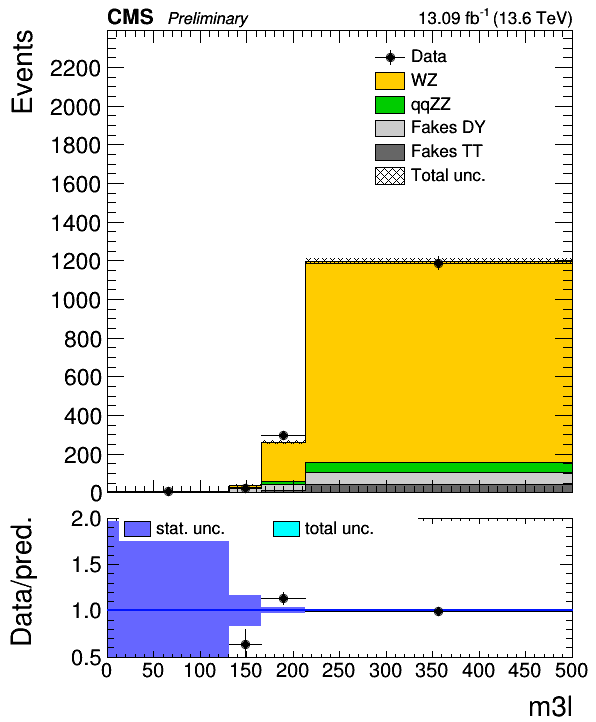 CMS Preliminary 13.09 fb⁻¹ (13.6 TeV)
Events
2200
2000
1800
1600
1400
1200
1000
800
600
400
200
0
Data
WZ
qqZZ
Fakes DY
Fakes TT
Total unc.
Data/pred.
2.0
1.5
1.0
0.5
stat. unc. total unc.
0 50 100 150 200 250 300 350 400 450 500
m3l